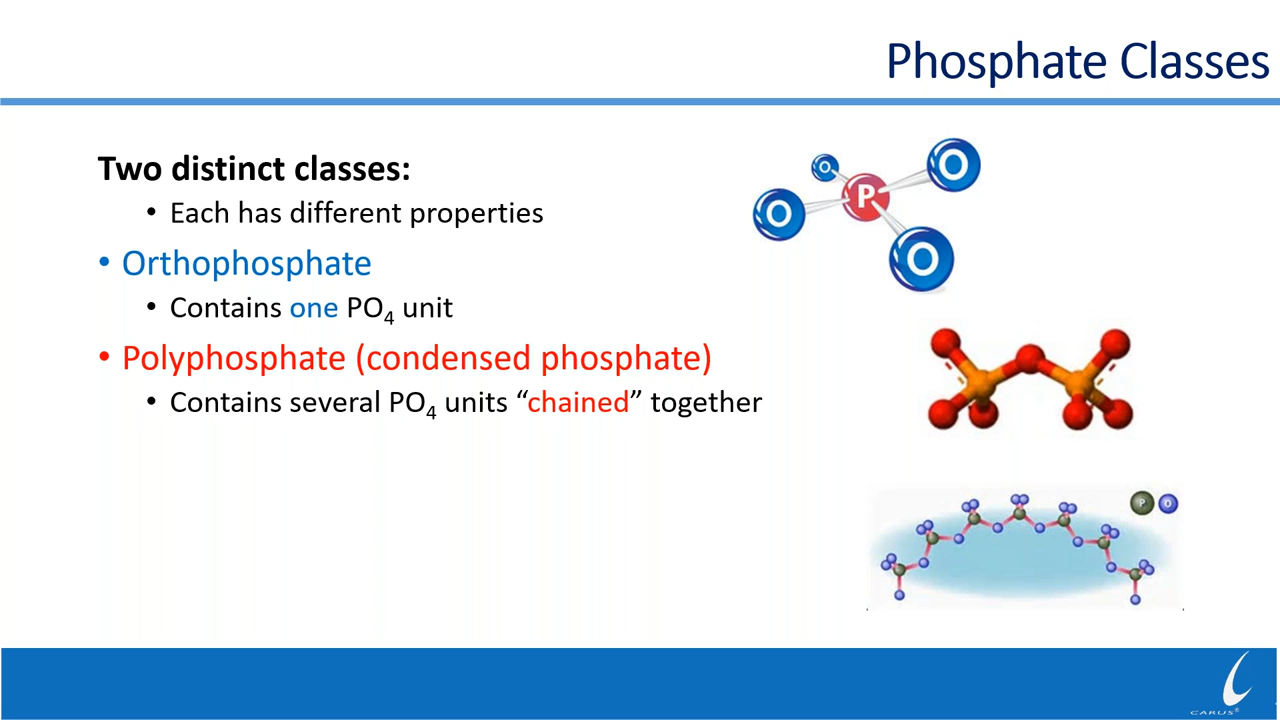 Phosphate Classes
Two distinct classes:
• Each has different properties
• Orthophosphate
• Contains one PO₄ unit
• Polyphosphate (condensed phosphate)
• Contains several PO₄ units “chained” together
O
O
P
O
O
P O
CARUS®